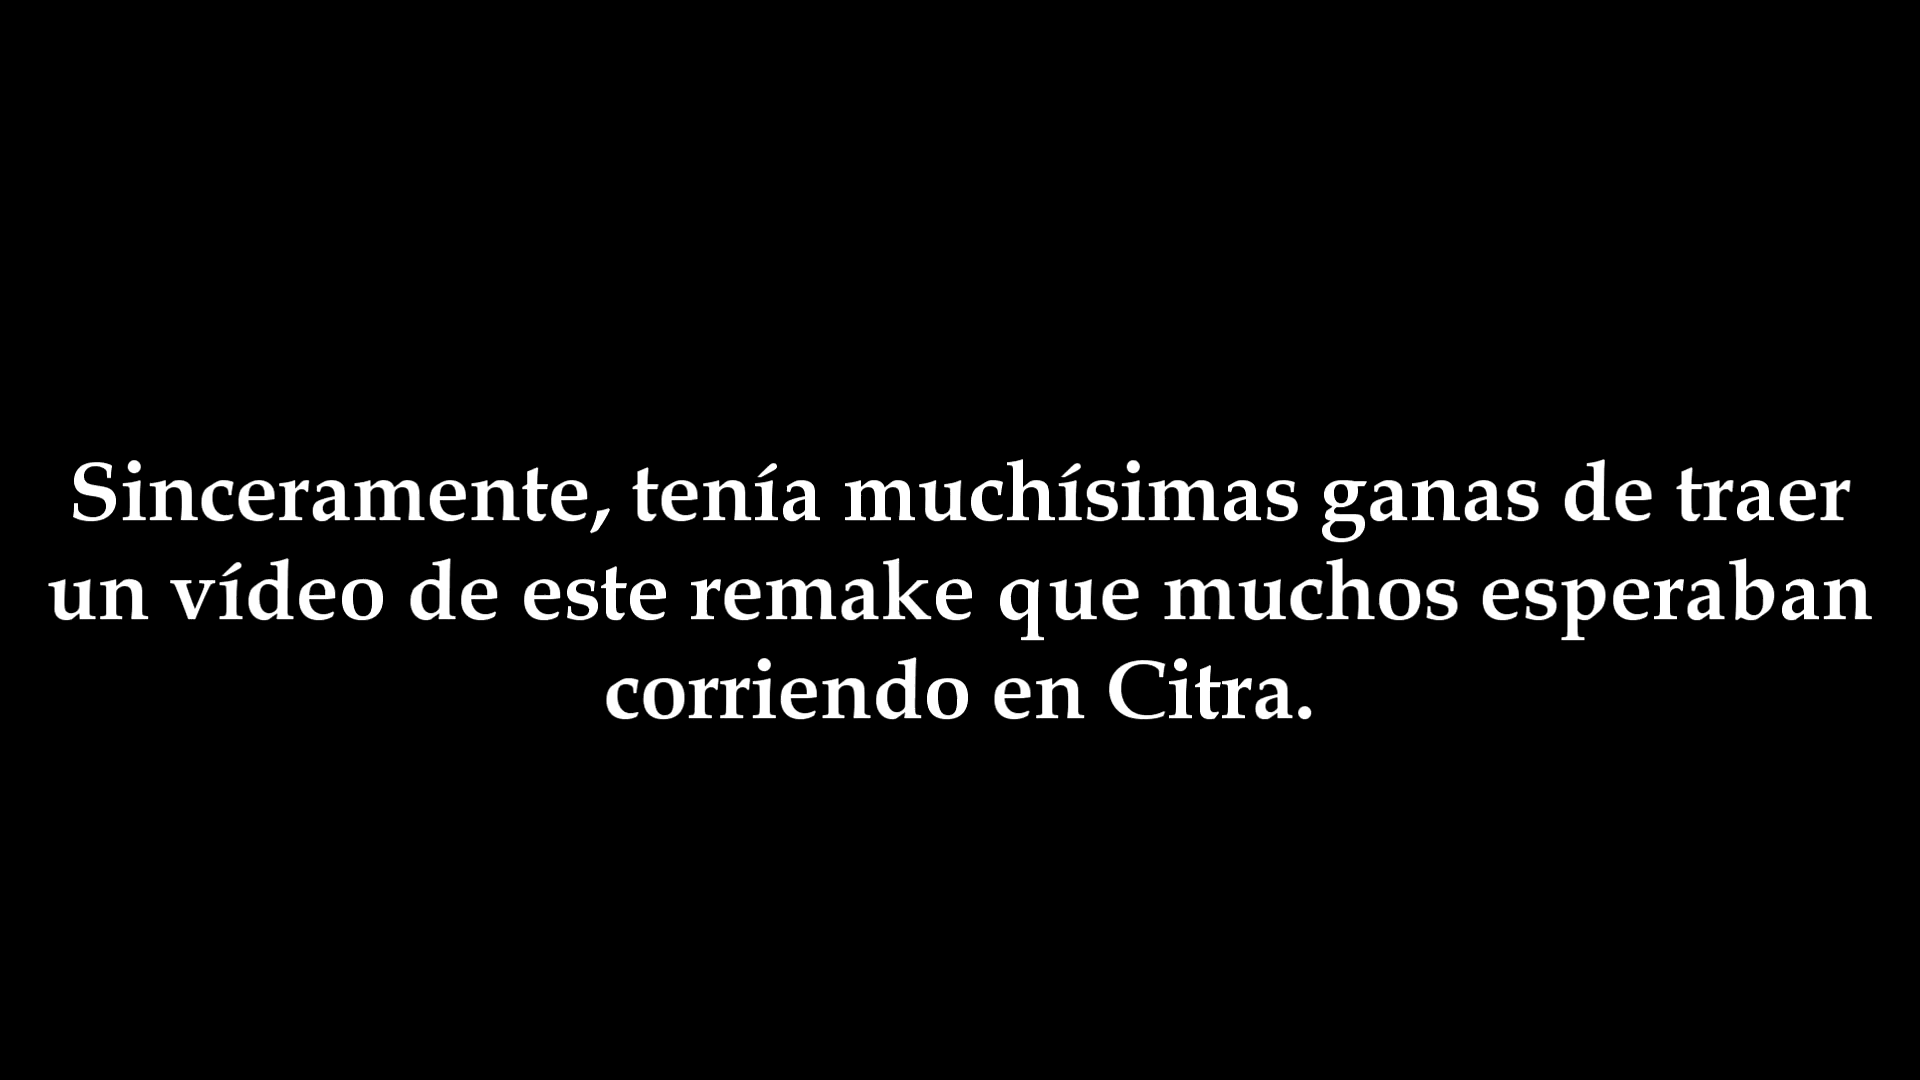 Sinceramente, tenía muchísimas ganas de traer
un vídeo de este remake que muchos esperaban
corriendo en Citra.